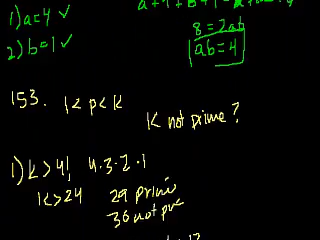 1) a=4 ✓
2) b=1 ✓
8 = 2ab
ab=4
153. 1<p<k
K not prime?
1) k>4!, 4·3·2·1
k>24 29 prime
36 not